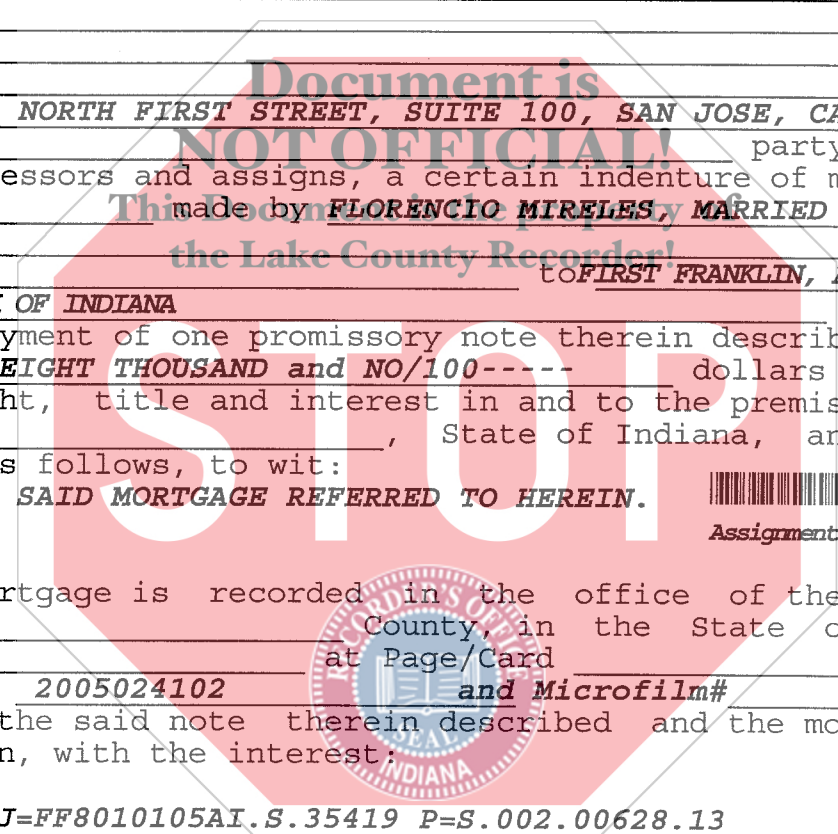 Document is
NORTH FIRST STREET, SUITE 100, SAN JOSE, CA
NOT OFFICIAL!
party
essors and assigns, a certain indenture of m
This Document is the property of
made by FLORENCIO MIRELES, MARRIED
the Lake County Recorder!
to FIRST FRANKLIN,
OF INDIANA
yment of one promissory note therein describ
EIGHT THOUSAND and NO/100-----
dollars
ht, title and interest in and to the premis
, State of Indiana, an
s follows, to wit:
STOP
SAID MORTGAGE REFERRED TO HEREIN.
Assignment
rtgage is recorded in the office of the
County, in the State o
at Page/Card
2005024102 and Microfilm#
the said note therein described and the mo
n, with the interest:
RECORDER'S OFFICE
SEAL
INDIANA
J=FF8010105AI.S.35419 P=S.002.00628.13